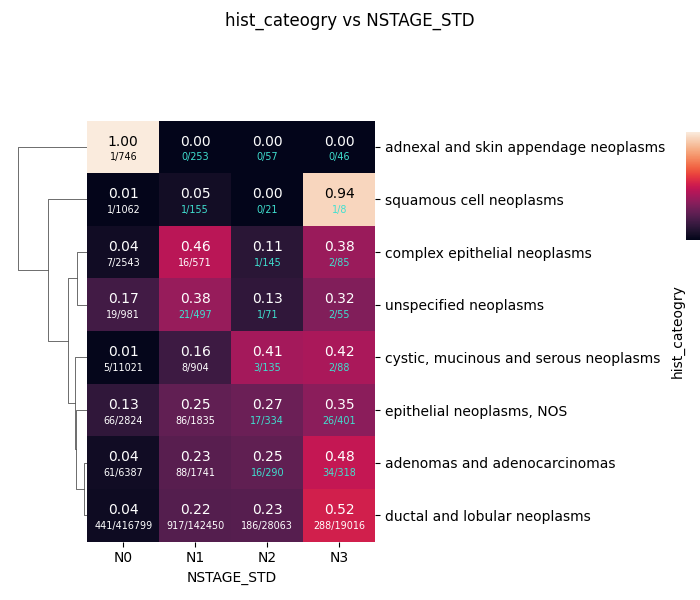 hist_cateogry vs NSTAGE_STD
1.00 0.00 0.00 0.00
1/746 0/253 0/57 0/46
adnexal and skin appendage neoplasms
0.01 0.05 0.00 0.94
1/1062 1/155 0/21 1/8
squamous cell neoplasms
0.04 0.46 0.11 0.38
7/2543 16/571 1/145 2/85
complex epithelial neoplasms
0.17 0.38 0.13 0.32
19/981 21/497 1/71 2/55
unspecified neoplasms
0.01 0.16 0.41 0.42
5/11021 8/904 3/135 2/88
cystic, mucinous and serous neoplasms
0.13 0.25 0.27 0.35
66/2824 86/1835 17/334 26/401
epithelial neoplasms, NOS
0.04 0.23 0.25 0.48
61/6387 88/1741 16/290 34/318
adenomas and adenocarcinomas
0.04 0.22 0.23 0.52
441/416799 917/142450 186/28063 288/19016
ductal and lobular neoplasms
N0 N1 N2 N3
NSTAGE_STD
hist_cateogry